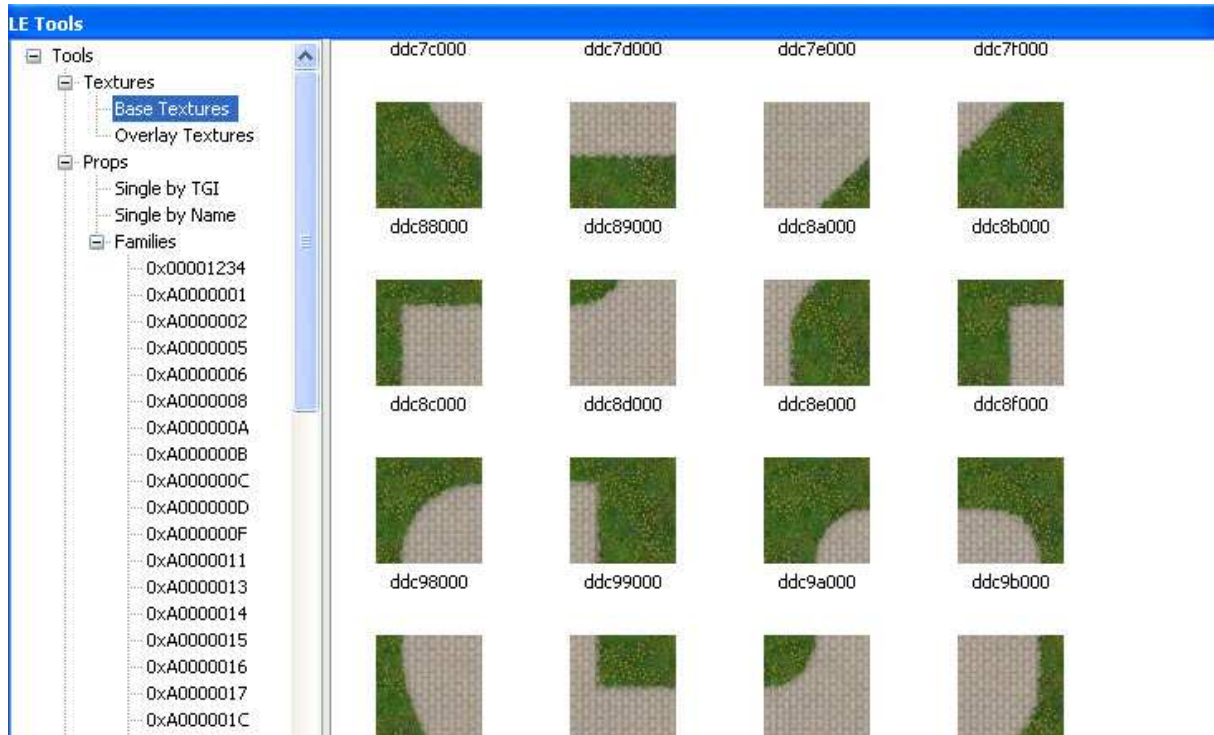 LE Tools
Tools
Textures
Base Textures
Overlay Textures
Props
Single by TGI
Single by Name
Families
0x00001234
0xA0000001
0xA0000002
0xA0000005
0xA0000006
0xA0000008
0xA000000A
0xA000000B
0xA000000C
0xA000000D
0xA000000F
0xA0000011
0xA0000013
0xA0000014
0xA0000015
0xA0000016
0xA0000017
0xA000001C
ddc7c000 ddc7d000 ddc7e000 ddc7f000
ddc88000 ddc89000 ddc8a000 ddc8b000
ddc8c000 ddc8d000 ddc8e000 ddc8f000
ddc98000 ddc99000 ddc9a000 ddc9b000